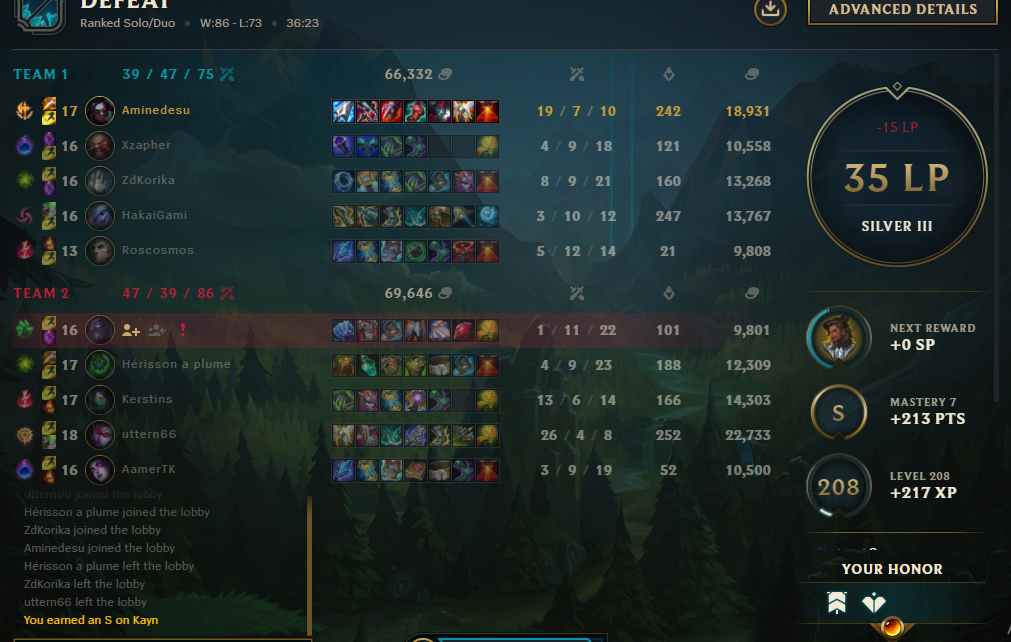 DEFEAT
Ranked Solo/Duo • W:86 - L:73 • 36:23
ADVANCED DETAILS
TEAM 1 39 / 47 / 75 66,332
17 Aminedesu 19 / 7 / 10 242 18,931
16 Xzapher 4 / 9 / 18 121 10,558
16 ZdKorika 8 / 9 / 21 160 13,268
16 HakaiGami 3 / 10 / 12 247 13,767
13 Roscosmos 5 / 12 / 14 21 9,808
TEAM 2 47 / 39 / 86 69,646
16 1 / 11 / 22 101 9,801
17 Hérisson a plume 4 / 9 / 23 188 12,309
17 Kerstins 13 / 6 / 14 166 14,303
18 uttern66 26 / 4 / 8 252 22,733
16 AamerTK 3 / 9 / 19 52 10,500
uttern66 joined the lobby
Hérisson a plume joined the lobby
ZdKorika joined the lobby
Aminedesu joined the lobby
Hérisson a plume left the lobby
ZdKorika left the lobby
uttern66 left the lobby
You earned an S on Kayn
-15 LP
35 LP
SILVER III
NEXT REWARD
+0 SP
S
MASTERY 7
+213 PTS
208
LEVEL 208
+217 XP
YOUR HONOR